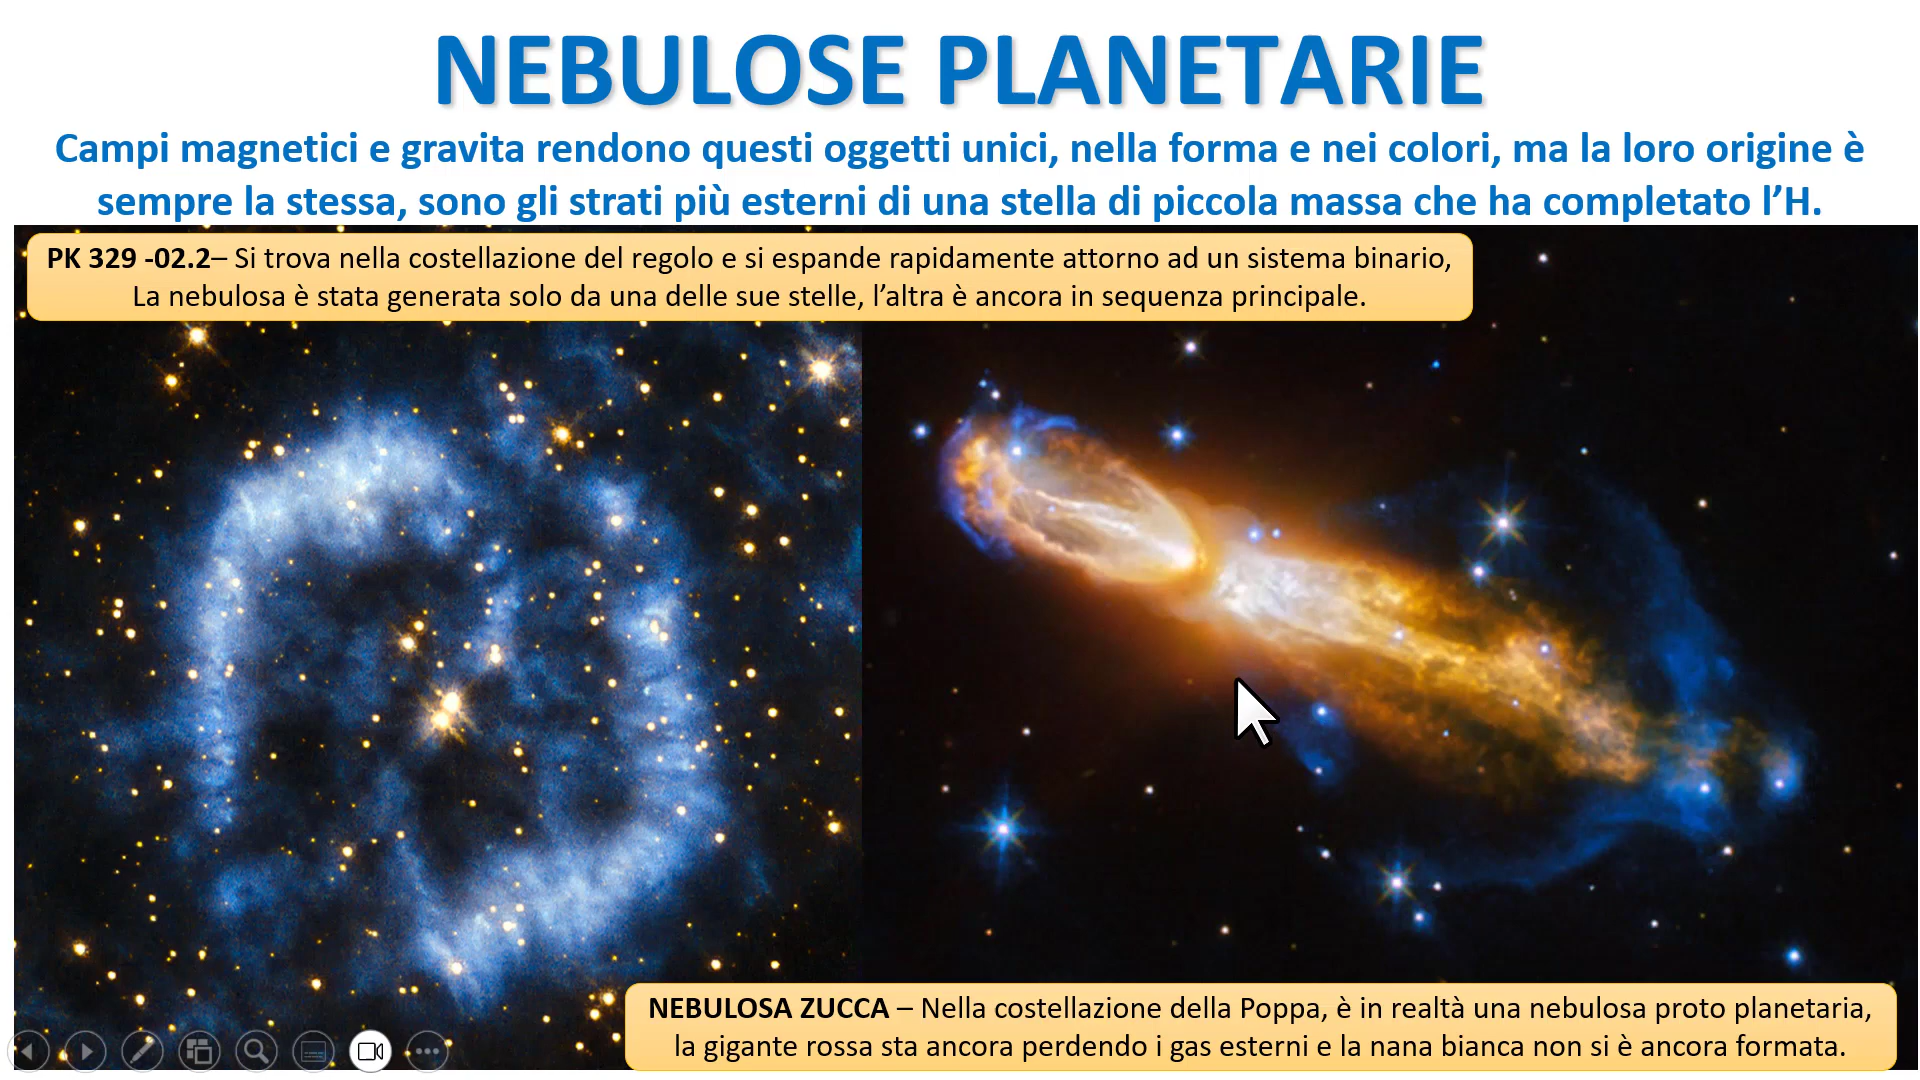 NEBULOSE PLANETARIE
Campi magnetici e gravita rendono questi oggetti unici, nella forma e nei colori, ma la loro origine è
sempre la stessa, sono gli strati più esterni di una stella di piccola massa che ha completato l’H.
PK 329 -02.2– Si trova nella costellazione del regolo e si espande rapidamente attorno ad un sistema binario,
La nebulosa è stata generata solo da una delle sue stelle, l’altra è ancora in sequenza principale.
NEBULOSA ZUCCA – Nella costellazione della Poppa, è in realtà una nebulosa proto planetaria,
la gigante rossa sta ancora perdendo i gas esterni e la nana bianca non si è ancora formata.